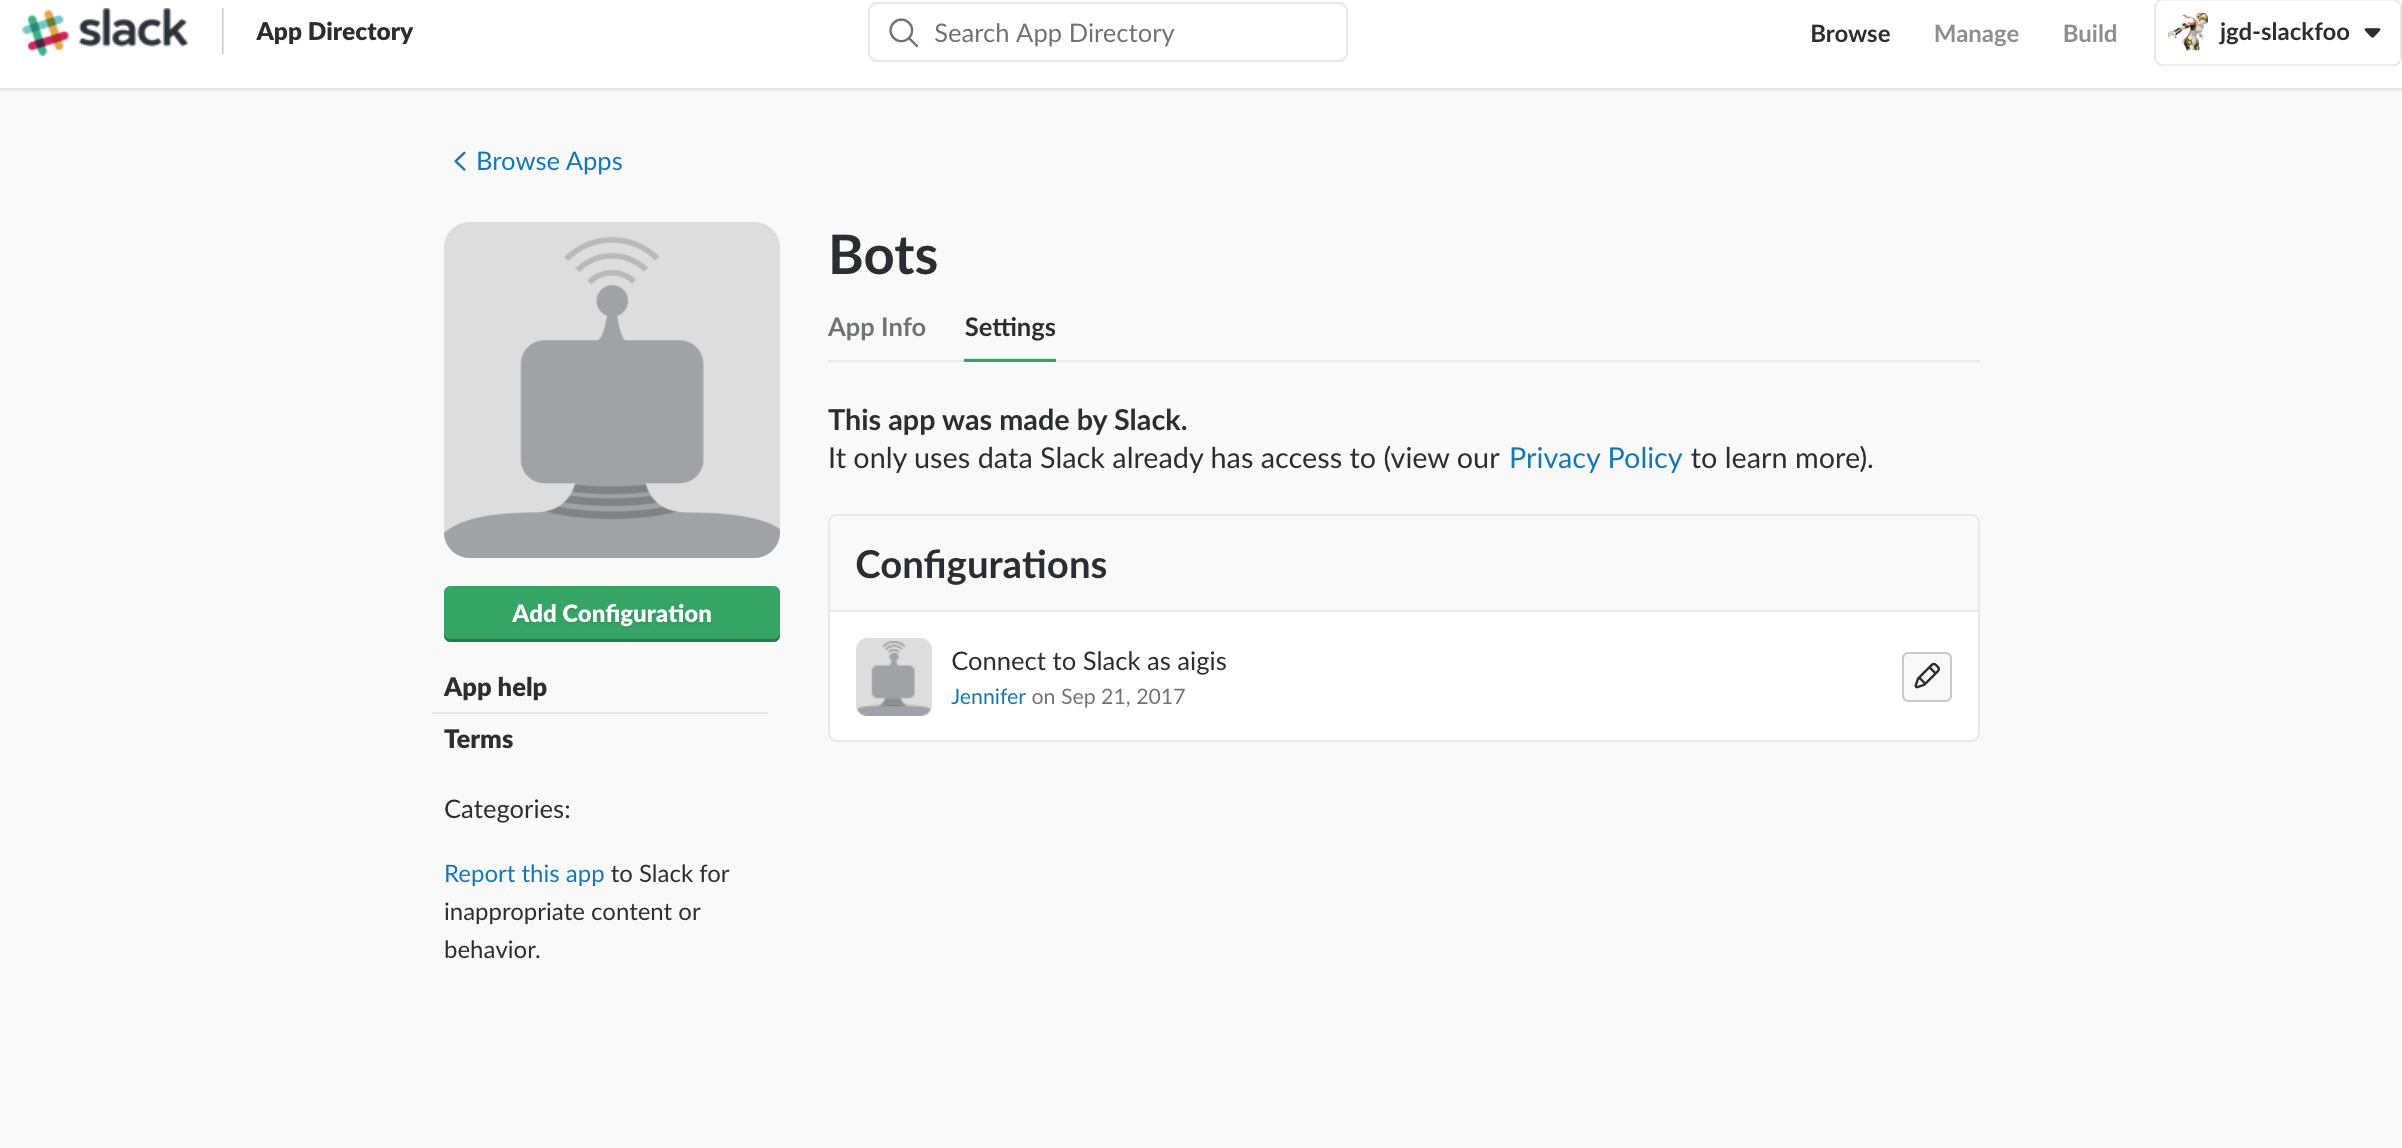 slack
App Directory
Search App Directory
Browse
Manage
Build
jgd-slackfoo
Browse Apps
Bots
App Info
Settings
This app was made by Slack.
It only uses data Slack already has access to (view our Privacy Policy to learn more).
Configurations
Connect to Slack as aigis
Jennifer on Sep 21, 2017
Add Configuration
App help
Terms
Categories:
Report this app to Slack for
inappropriate content or
behavior.